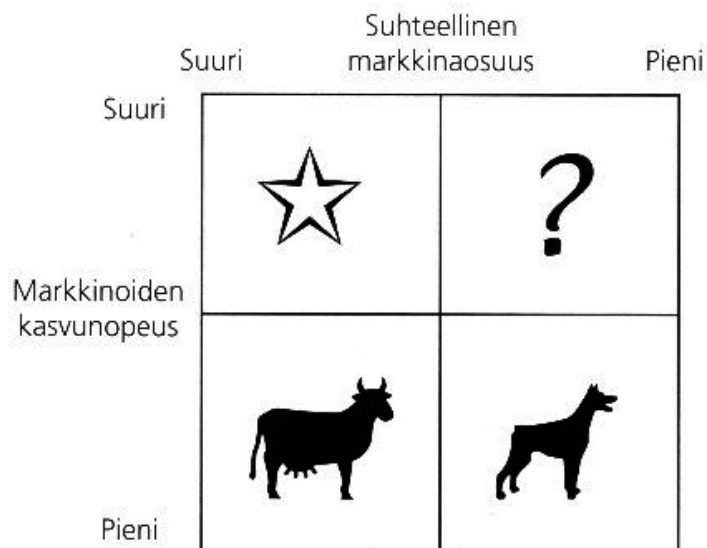 Suhteellinen
Suuri markkinaosuus Pieni
Suuri
?
Markkinoiden
kasvunopeus
Pieni